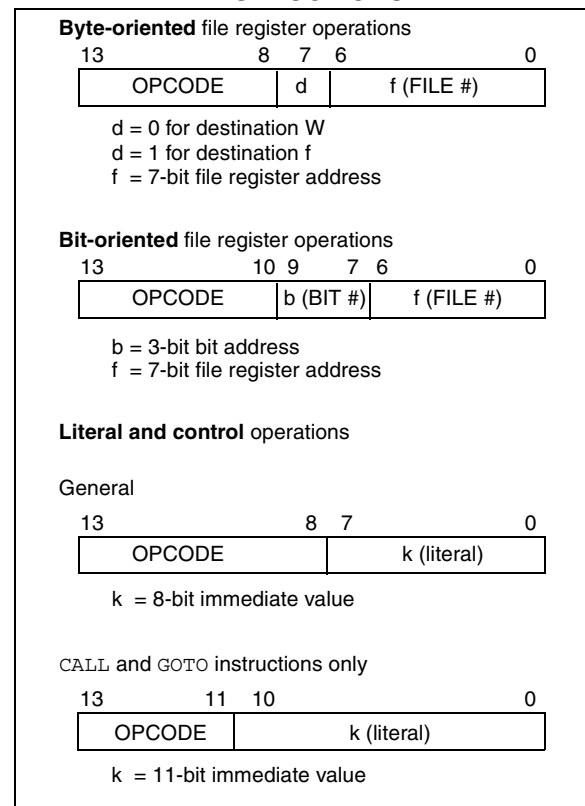 Byte-oriented file register operations
13 8 7 6 0
OPCODE d f (FILE #)
d = 0 for destination W
d = 1 for destination f
f = 7-bit file register address
Bit-oriented file register operations
13 10 9 7 6 0
OPCODE b (BIT #) f (FILE #)
b = 3-bit bit address
f = 7-bit file register address
Literal and control operations
General
13 8 7 0
OPCODE k (literal)
k = 8-bit immediate value
CALL and GOTO instructions only
13 11 10 0
OPCODE k (literal)
k = 11-bit immediate value